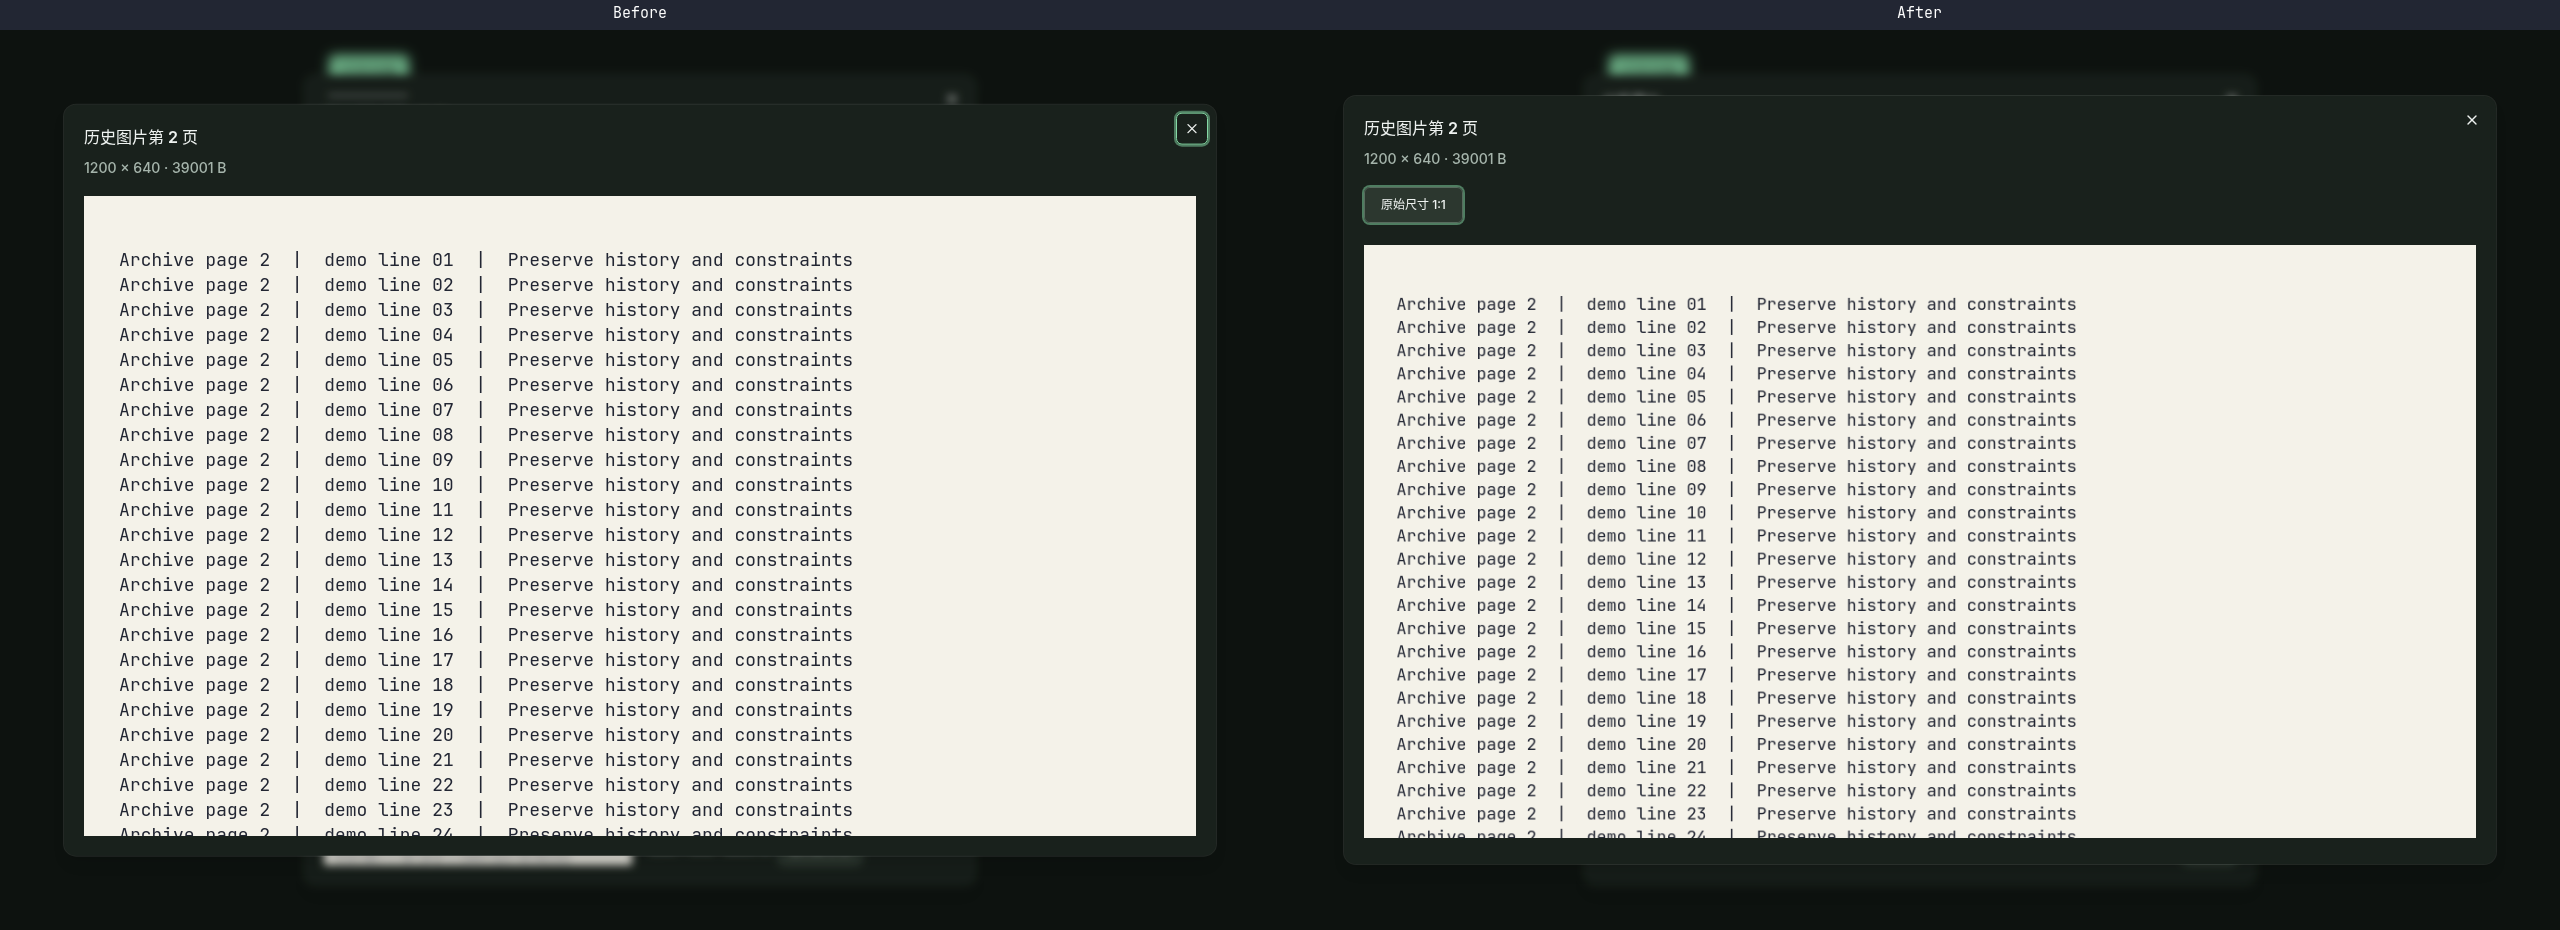 Before
历史图片第 2 页
1200 × 640 · 39001 B
Archive page 2 | demo line 01 | Preserve history and constraints
Archive page 2 | demo line 02 | Preserve history and constraints
Archive page 2 | demo line 03 | Preserve history and constraints
Archive page 2 | demo line 04 | Preserve history and constraints
Archive page 2 | demo line 05 | Preserve history and constraints
Archive page 2 | demo line 06 | Preserve history and constraints
Archive page 2 | demo line 07 | Preserve history and constraints
Archive page 2 | demo line 08 | Preserve history and constraints
Archive page 2 | demo line 09 | Preserve history and constraints
Archive page 2 | demo line 10 | Preserve history and constraints
Archive page 2 | demo line 11 | Preserve history and constraints
Archive page 2 | demo line 12 | Preserve history and constraints
Archive page 2 | demo line 13 | Preserve history and constraints
Archive page 2 | demo line 14 | Preserve history and constraints
Archive page 2 | demo line 15 | Preserve history and constraints
Archive page 2 | demo line 16 | Preserve history and constraints
Archive page 2 | demo line 17 | Preserve history and constraints
Archive page 2 | demo line 18 | Preserve history and constraints
Archive page 2 | demo line 19 | Preserve history and constraints
Archive page 2 | demo line 20 | Preserve history and constraints
Archive page 2 | demo line 21 | Preserve history and constraints
Archive page 2 | demo line 22 | Preserve history and constraints
Archive page 2 | demo line 23 | Preserve history and constraints
Archive page 2 | demo line 24 | Preserve history and constraints
After
历史图片第 2 页
1200 × 640 · 39001 B
原始尺寸 1:1
Archive page 2 | demo line 01 | Preserve history and constraints
Archive page 2 | demo line 02 | Preserve history and constraints
Archive page 2 | demo line 03 | Preserve history and constraints
Archive page 2 | demo line 04 | Preserve history and constraints
Archive page 2 | demo line 05 | Preserve history and constraints
Archive page 2 | demo line 06 | Preserve history and constraints
Archive page 2 | demo line 07 | Preserve history and constraints
Archive page 2 | demo line 08 | Preserve history and constraints
Archive page 2 | demo line 09 | Preserve history and constraints
Archive page 2 | demo line 10 | Preserve history and constraints
Archive page 2 | demo line 11 | Preserve history and constraints
Archive page 2 | demo line 12 | Preserve history and constraints
Archive page 2 | demo line 13 | Preserve history and constraints
Archive page 2 | demo line 14 | Preserve history and constraints
Archive page 2 | demo line 15 | Preserve history and constraints
Archive page 2 | demo line 16 | Preserve history and constraints
Archive page 2 | demo line 17 | Preserve history and constraints
Archive page 2 | demo line 18 | Preserve history and constraints
Archive page 2 | demo line 19 | Preserve history and constraints
Archive page 2 | demo line 20 | Preserve history and constraints
Archive page 2 | demo line 21 | Preserve history and constraints
Archive page 2 | demo line 22 | Preserve history and constraints
Archive page 2 | demo line 23 | Preserve history and constraints
Archive page 2 | demo line 24 | Preserve history and constraints